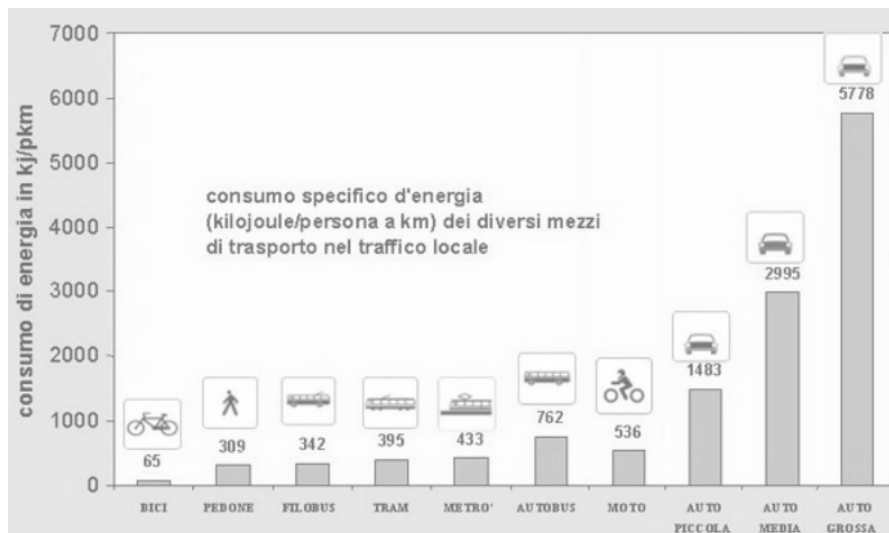 consumo di energia in kj/pkm
7000
6000
5000
4000
3000
2000
1000
0
consumo specifico d'energia
(kilojoule/persona a km) dei diversi mezzi
di trasporto nel traffico locale
65
309
342
395
433
762
536
1483
2995
5778
BICI
PEDONE
FILOBUS
TRAM
METRO'
AUTOBUS
MOTO
AUTO
PICCOLA
AUTO
MEDIA
AUTO
GROSSA